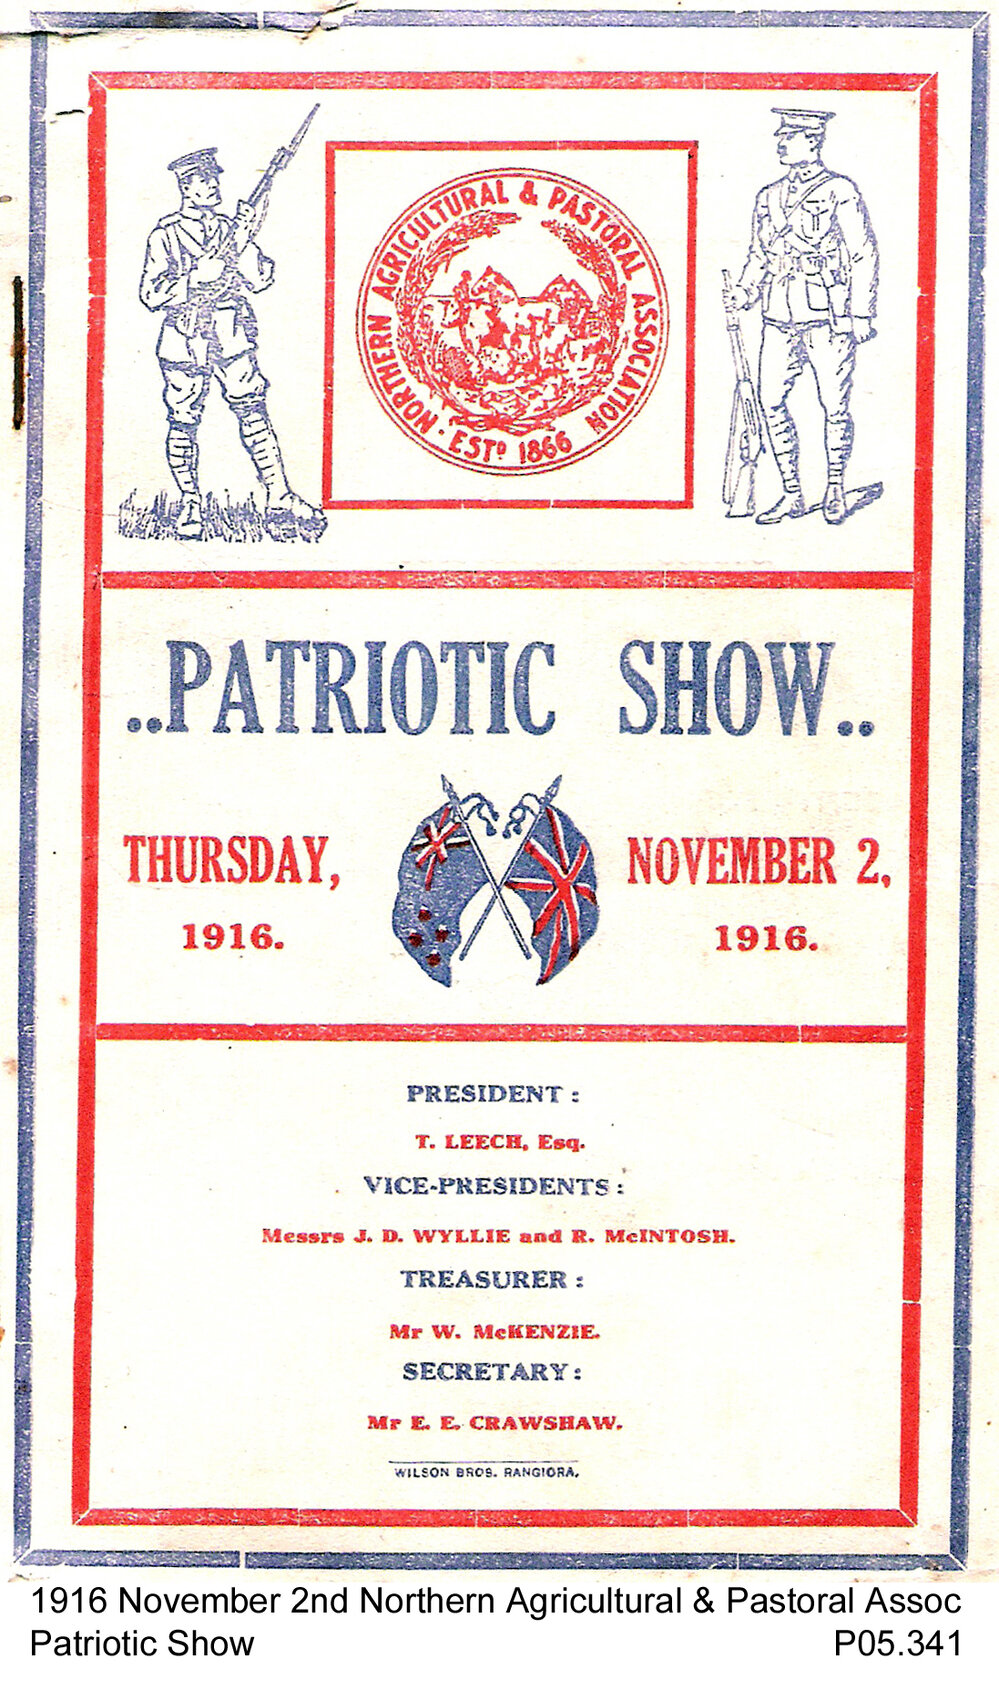 NORTHERN AGRICULTURAL & PASTORAL ASSOCIATION
· ESTD 1866
..PATRIOTIC SHOW..
THURSDAY, NOVEMBER 2,
1916. 1916.
PRESIDENT :
T. LEECH, Esq.
VICE-PRESIDENTS :
Messrs J. D. WYLLIE and R. McINTOSH.
TREASURER :
Mr W. McKENZIE.
SECRETARY :
Mr E. E. CRAWSHAW.
WILSON BROS. RANGIORA.
1916 November 2nd Northern Agricultural & Pastoral Assoc
Patriotic Show P05.341